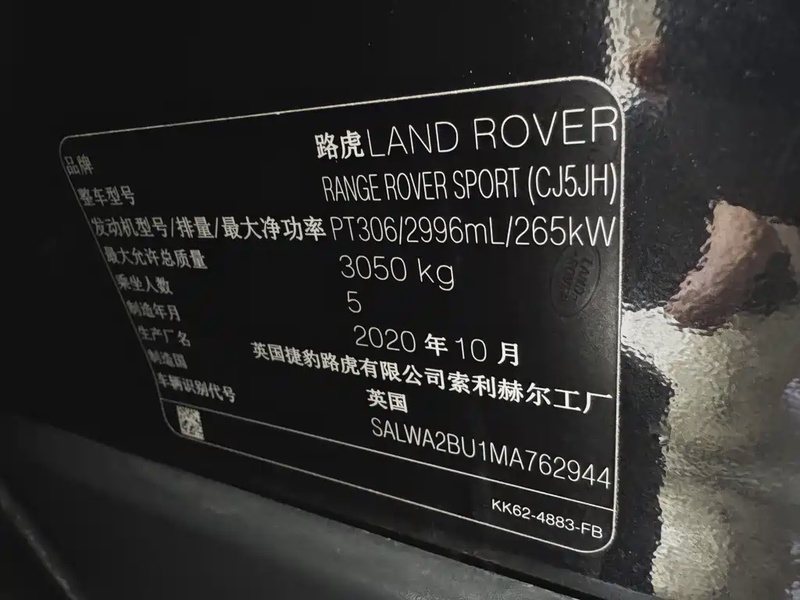 品牌 路虎LAND ROVER
整车型号 RANGE ROVER SPORT (CJ5JH)
发动机型号/排量/最大净功率 PT306/2996mL/265kW
最大允许总质量 3050 kg
乘坐人数 5
制造年月 2020 年 10 月
生产厂名 英国捷豹路虎有限公司索利赫尔工厂
制造国 英国
车辆识别代号 SALWA2BU1MA762944
KK62-4883-FB
LAND-
ROVER